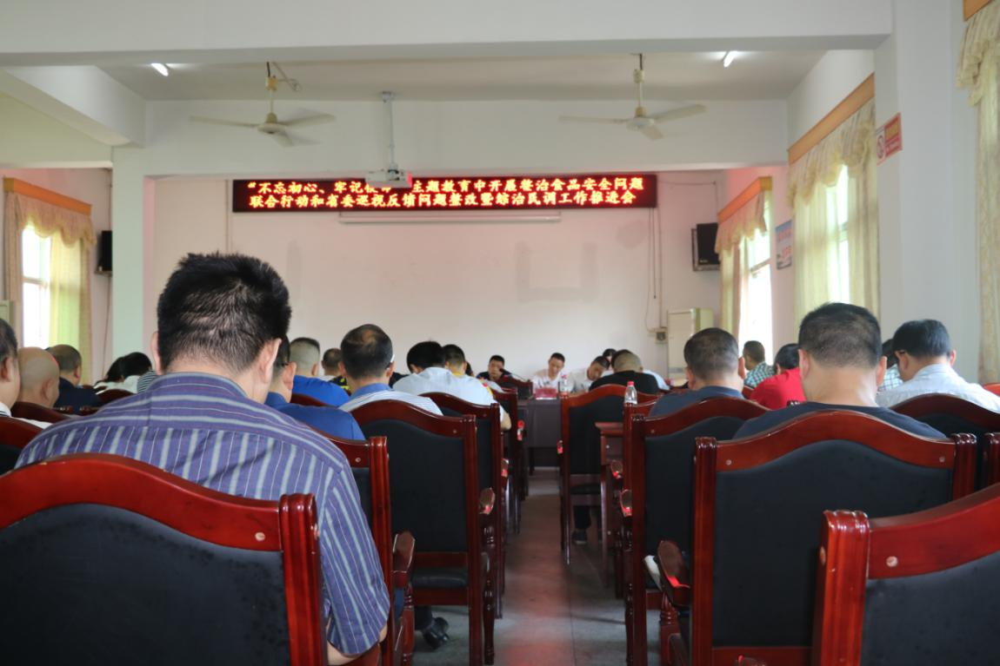 “不忘初心、牢记使命”主题教育中开展整治食品安全问题
联合行动和省委巡视反馈问题整改暨综治民调工作推进会